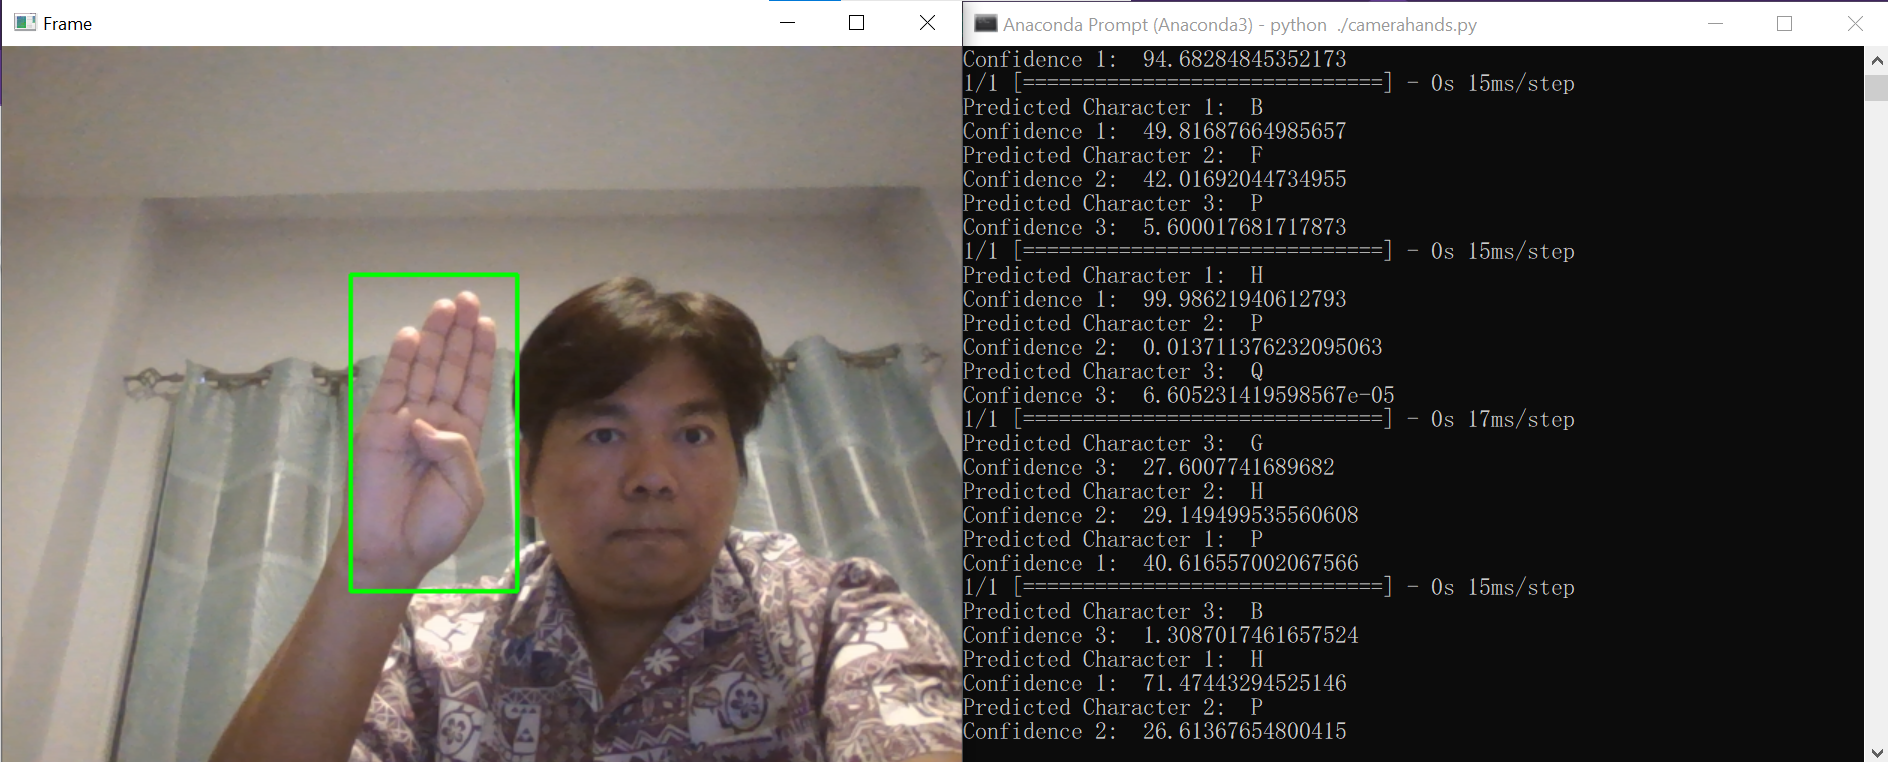 Frame
Anaconda Prompt (Anaconda3) - python ./camerahands.py
Confidence 1:  94.68284845352173
1/1 [==============================] - 0s 15ms/step
Predicted Character 1:  B
Confidence 1:  49.81687664985657
Predicted Character 2:  F
Confidence 2:  42.01692044734955
Predicted Character 3:  P
Confidence 3:  5.600017681717873
1/1 [==============================] - 0s 15ms/step
Predicted Character 1:  H
Confidence 1:  99.98621940612793
Predicted Character 2:  P
Confidence 2:  0.013711376232095063
Predicted Character 3:  Q
Confidence 3:  6.605231419598567e-05
1/1 [==============================] - 0s 17ms/step
Predicted Character 3:  G
Confidence 3:  27.6007741689682
Predicted Character 2:  H
Confidence 2:  29.149499535560608
Predicted Character 1:  P
Confidence 1:  40.616557002067566
1/1 [==============================] - 0s 15ms/step
Predicted Character 3:  B
Confidence 3:  1.3087017461657524
Predicted Character 1:  H
Confidence 1:  71.47443294525146
Predicted Character 2:  P
Confidence 2:  26.61367654800415